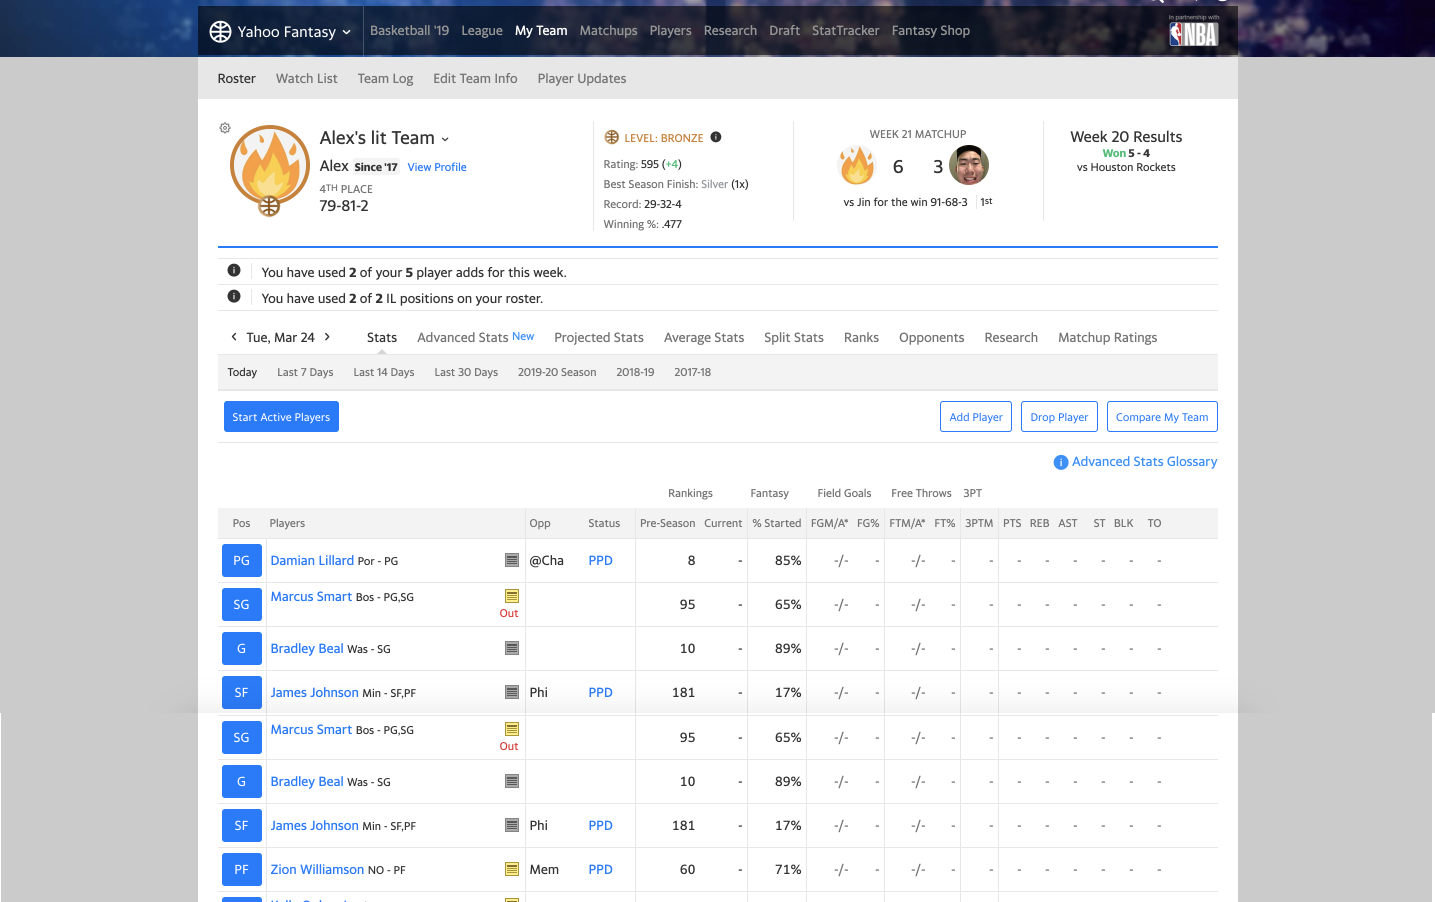 In partnership with
Yahoo Fantasy Basketball '19 League My Team Matchups Players Research Draft StatTracker Fantasy Shop NBA
Roster Watch List Team Log Edit Team Info Player Updates
Alex's lit Team
Alex Since '17 View Profile
4TH PLACE
79-81-2
LEVEL: BRONZE
Rating: 595 (+4)
Best Season Finish: Silver (1x)
Record: 29-32-4
Winning %: .477
WEEK 21 MATCHUP
6 3
vs Jin for the win 91-68-3 1st
Week 20 Results
Won 5 - 4
vs Houston Rockets
You have used 2 of your 5 player adds for this week.
You have used 2 of 2 IL positions on your roster.
Tue, Mar 24 Stats Advanced Stats New Projected Stats Average Stats Split Stats Ranks Opponents Research Matchup Ratings
Today Last 7 Days Last 14 Days Last 30 Days 2019-20 Season 2018-19 2017-18
Start Active Players Add Player Drop Player Compare My Team
Advanced Stats Glossary
Rankings Fantasy Field Goals Free Throws 3PT
Pos Players Opp Status Pre-Season Current % Started FGM/A* FG% FTM/A* FT% 3PTM PTS REB AST ST BLK TO
PG Damian Lillard Por - PG @Cha PPD 8 - 85% -/- - -/- - - - - - - - -
SG Marcus Smart Bos - PG,SG Out 95 - 65% -/- - -/- - - - - - - - -
G Bradley Beal Was - SG 10 - 89% -/- - -/- - - - - - - - -
SF James Johnson Min - SF,PF Phi PPD 181 - 17% -/- - -/- - - - - - - - -
SG Marcus Smart Bos - PG,SG Out 95 - 65% -/- - -/- - - - - - - - -
G Bradley Beal Was - SG 10 - 89% -/- - -/- - - - - - - - -
SF James Johnson Min - SF,PF Phi PPD 181 - 17% -/- - -/- - - - - - - - -
PF Zion Williamson NO - PF Mem PPD 60 - 71% -/- - -/- - - - - - - - -